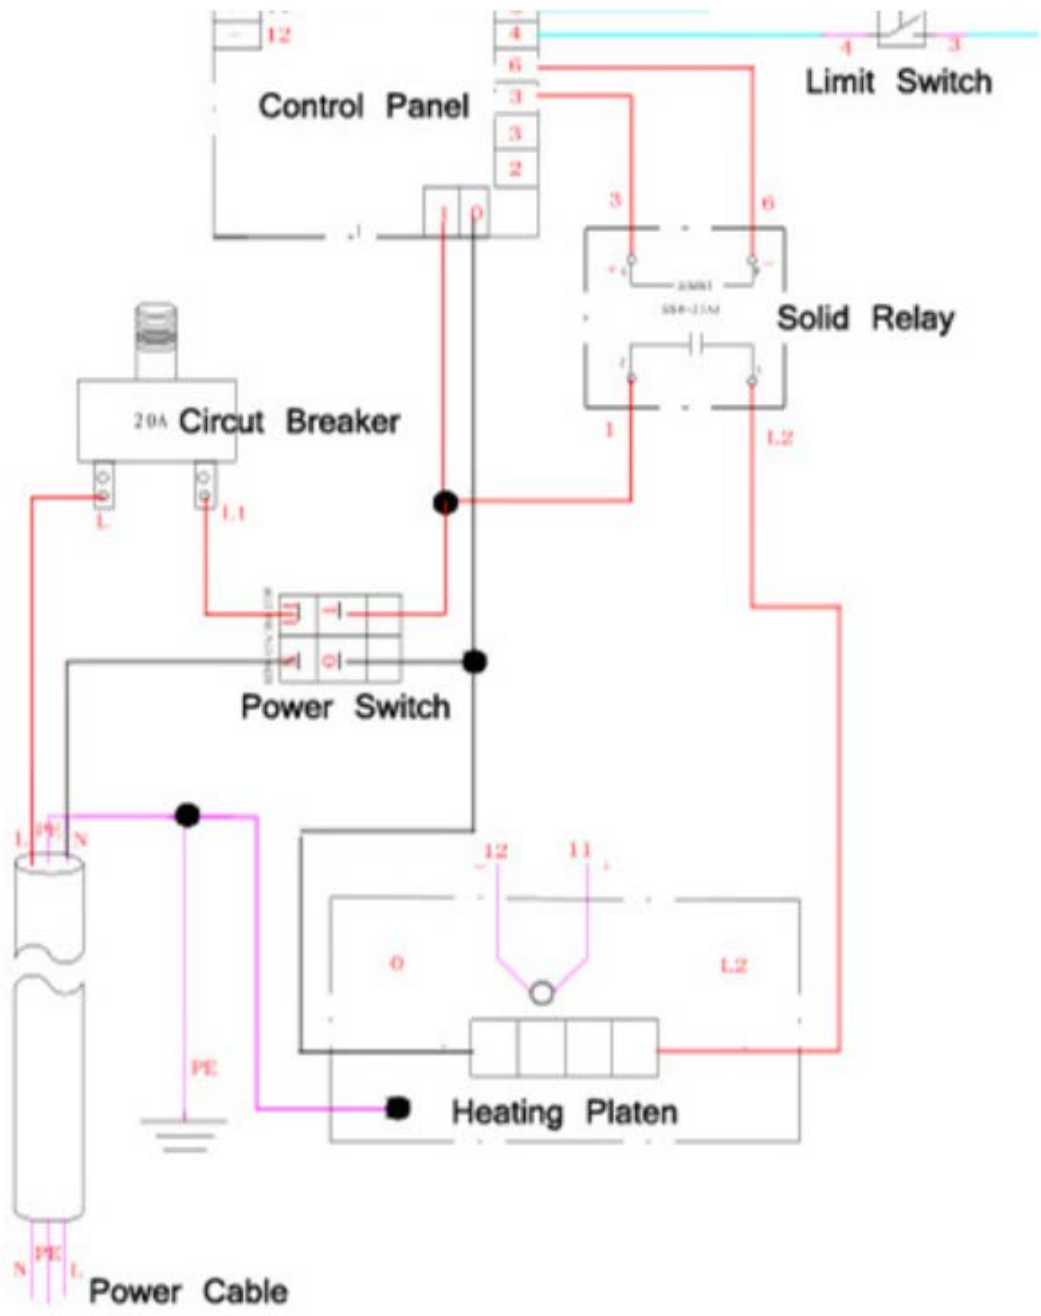 12
4
4
3
Limit Switch
6
Control Panel
3
3
2
1 0
3
6
+
-
Solid Relay
20A Circut Breaker
1
L2
L
L1
Power Switch
L PE N
12
11
-
+
0
L2
PE
Heating Platen
N PE L
Power Cable